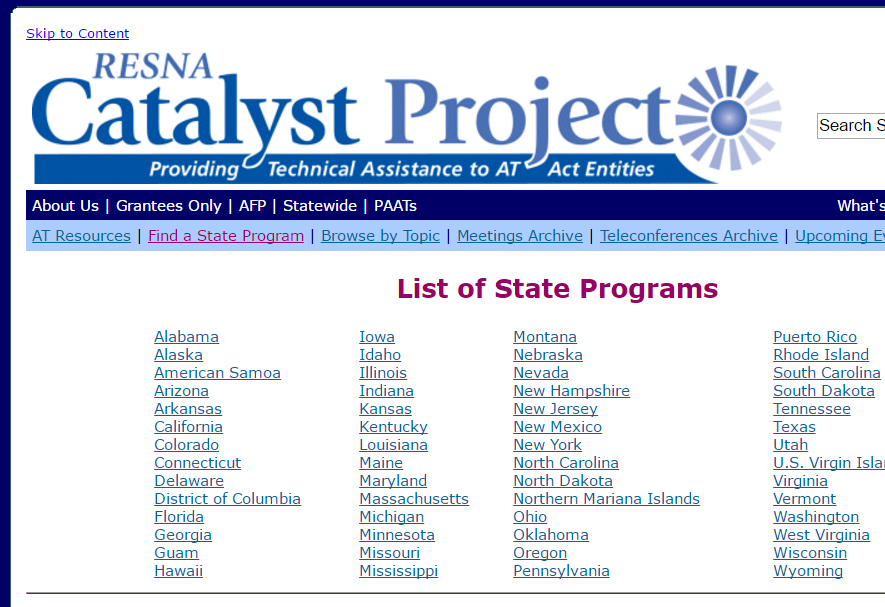 Skip to Content
RESNA
Catalyst Project
Providing Technical Assistance to AT Act Entities
Search S
About Us | Grantees Only | AFP | Statewide | PAATs What's
AT Resources | Find a State Program | Browse by Topic | Meetings Archive | Teleconferences Archive | Upcoming Ev
List of State Programs
Alabama
Alaska
American Samoa
Arizona
Arkansas
California
Colorado
Connecticut
Delaware
District of Columbia
Florida
Georgia
Guam
Hawaii
Iowa
Idaho
Illinois
Indiana
Kansas
Kentucky
Louisiana
Maine
Maryland
Massachusetts
Michigan
Minnesota
Missouri
Mississippi
Montana
Nebraska
Nevada
New Hampshire
New Jersey
New Mexico
New York
North Carolina
North Dakota
Northern Mariana Islands
Ohio
Oklahoma
Oregon
Pennsylvania
Puerto Rico
Rhode Island
South Carolina
South Dakota
Tennessee
Texas
Utah
U.S. Virgin Islan
Virginia
Vermont
Washington
West Virginia
Wisconsin
Wyoming